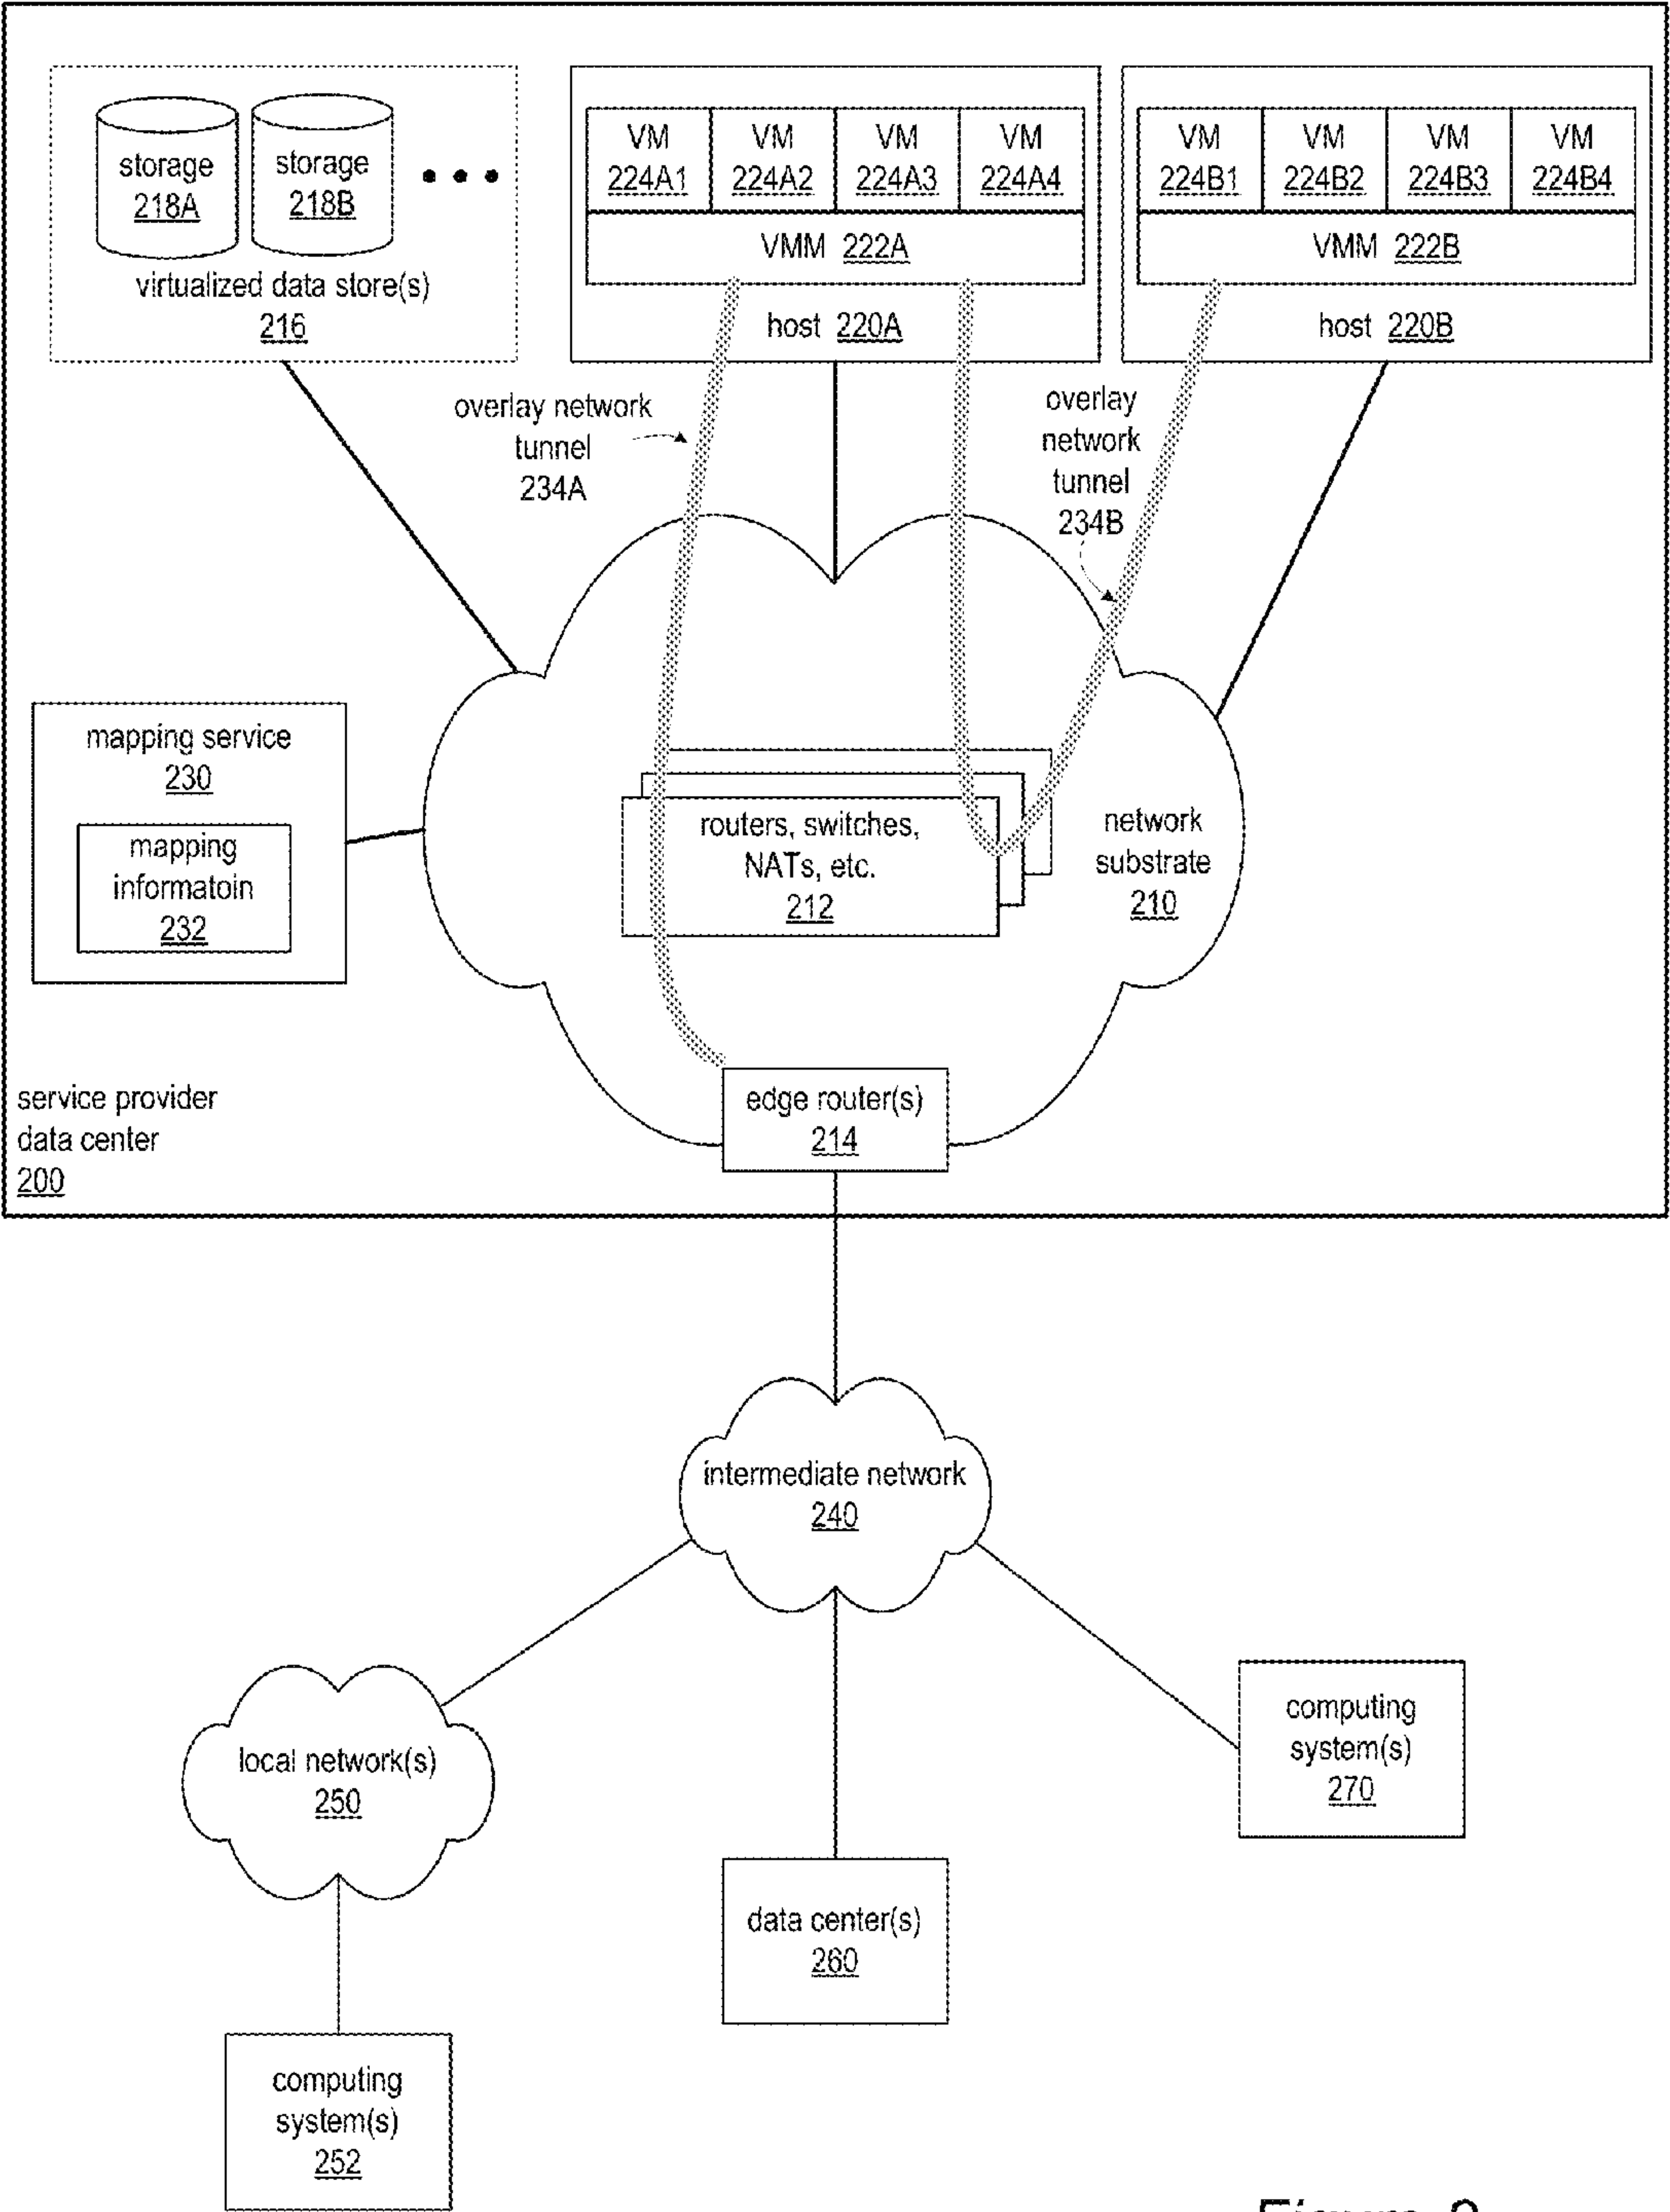 storage
218A
storage
218B
virtualized data store(s)
216
VM
224A1
VM
224A2
VM
224A3
VM
224A4
VMM 222A
host 220A
VM
224B1
VM
224B2
VM
224B3
VM
224B4
VMM 222B
host 220B
overlay network
tunnel
234A
overlay
network
tunnel
234B
mapping service
230
mapping
informatoin
232
routers, switches,
NATs, etc.
212
network
substrate
210
edge router(s)
214
service provider
data center
200
intermediate network
240
local network(s)
250
computing
system(s)
270
data center(s)
260
computing
system(s)
252